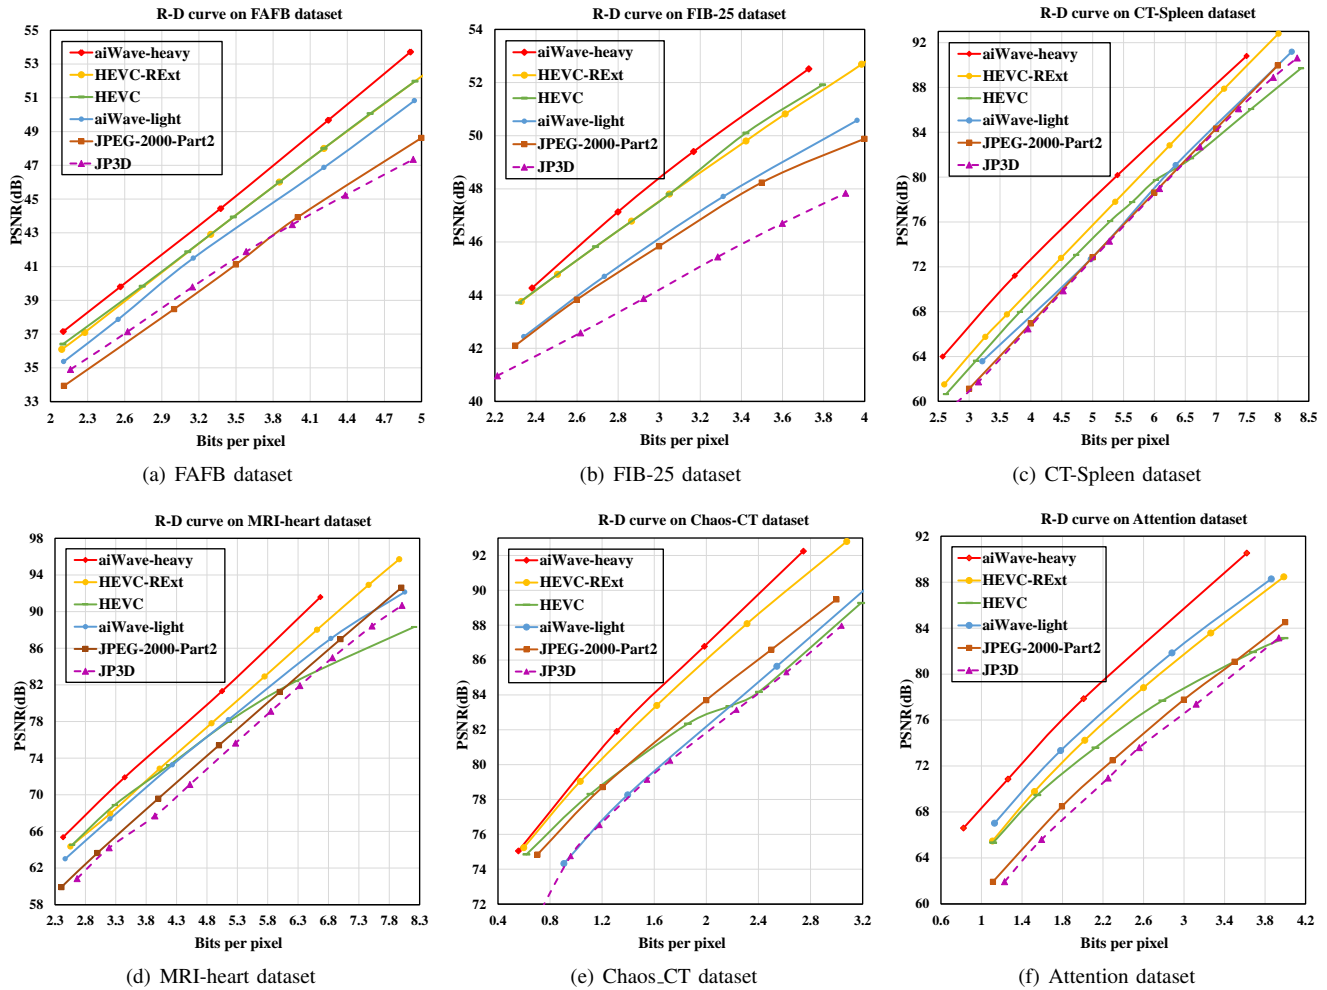 R-D curve on FAFB dataset
PSNR(dB)
55
53
51
49
47
45
43
41
39
37
35
33
aiWave-heavy
HEVC-RExt
HEVC
aiWave-light
JPEG-2000-Part2
JP3D
2 2.3 2.6 2.9 3.2 3.5 3.8 4.1 4.4 4.7 5
Bits per pixel
(a) FAFB dataset
R-D curve on FIB-25 dataset
PSNR(dB)
54
52
50
48
46
44
42
40
aiWave-heavy
HEVC-RExt
HEVC
aiWave-light
JPEG-2000-Part2
JP3D
2.2 2.4 2.6 2.8 3 3.2 3.4 3.6 3.8 4
Bits per pixel
(b) FIB-25 dataset
R-D curve on CT-Spleen dataset
PSNR(dB)
92
88
84
80
76
72
68
64
60
aiWave-heavy
HEVC-RExt
HEVC
aiWave-light
JPEG-2000-Part2
JP3D
2.5 3 3.5 4 4.5 5 5.5 6 6.5 7 7.5 8 8.5
Bits per pixel
(c) CT-Spleen dataset
R-D curve on MRI-heart dataset
PSNR(dB)
98
94
90
86
82
78
74
70
66
62
58
aiWave-heavy
HEVC-RExt
HEVC
aiWave-light
JPEG-2000-Part2
JP3D
2.3 2.8 3.3 3.8 4.3 4.8 5.3 5.8 6.3 6.8 7.3 7.8 8.3
Bits per pixel
(d) MRI-heart dataset
R-D curve on Chaos-CT dataset
PSNR(dB)
92
90
88
86
84
82
80
78
76
74
72
aiWave-heavy
HEVC-RExt
HEVC
aiWave-light
JPEG-2000-Part2
JP3D
0.4 0.8 1.2 1.6 2 2.4 2.8 3.2
Bits per pixel
(e) Chaos_CT dataset
R-D curve on Attention dataset
PSNR(dB)
92
88
84
80
76
72
68
64
60
aiWave-heavy
HEVC-RExt
HEVC
aiWave-light
JPEG-2000-Part2
JP3D
0.6 1 1.4 1.8 2.2 2.6 3 3.4 3.8 4.2
Bits per pixel
(f) Attention dataset